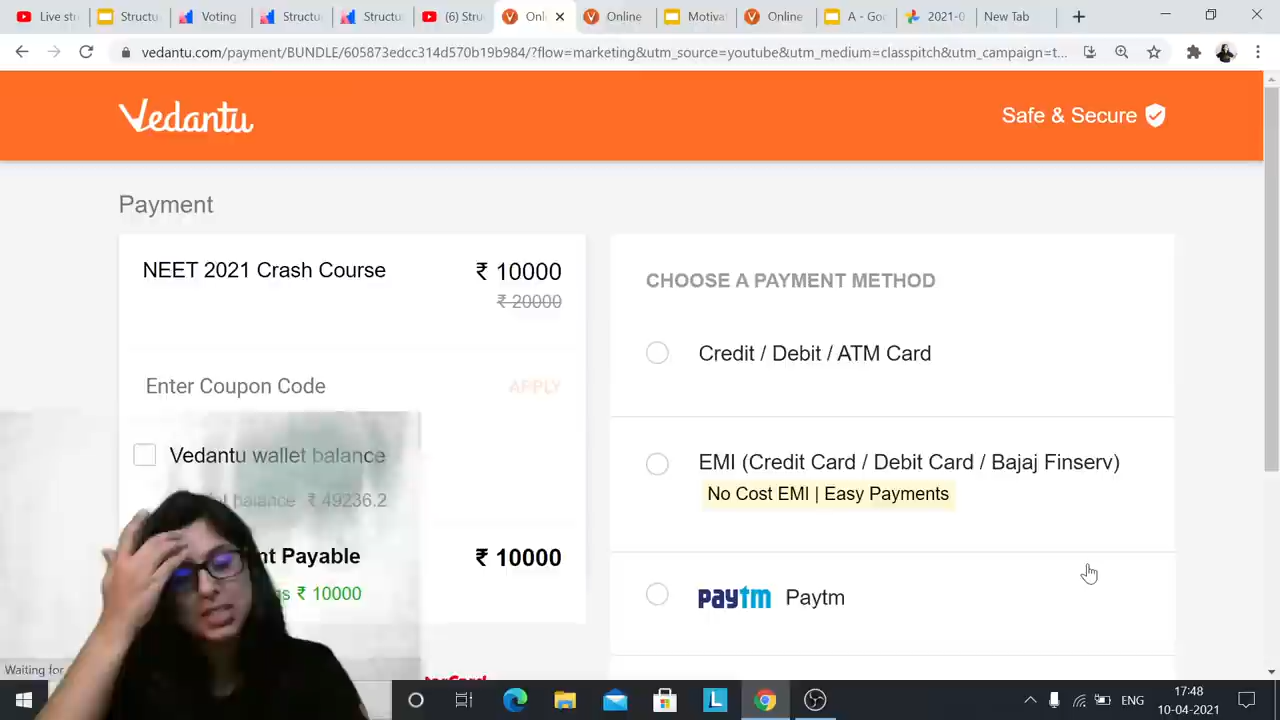 Live str
Structu
Voting
Structu
Structu
(6) Stru
Onli
Online
Motiva
Online
A - Goo
2021-0
New Tab
vedantu.com/payment/BUNDLE/605873edcc314d570b19b984/?flow=marketing&utm_source=youtube&utm_medium=classpitch&utm_campaign=t...
Vedantu
Safe & Secure
Payment
NEET 2021 Crash Course
₹ 10000
₹ 20000
Enter Coupon Code
APPLY
Vedantu wallet balance
balance ₹ 49236.2
nt Payable
₹ 10000
gs ₹ 10000
CHOOSE A PAYMENT METHOD
Credit / Debit / ATM Card
EMI (Credit Card / Debit Card / Bajaj Finserv)
No Cost EMI | Easy Payments
paytm Paytm
Waiting for
ENG
17:48
10-04-2021